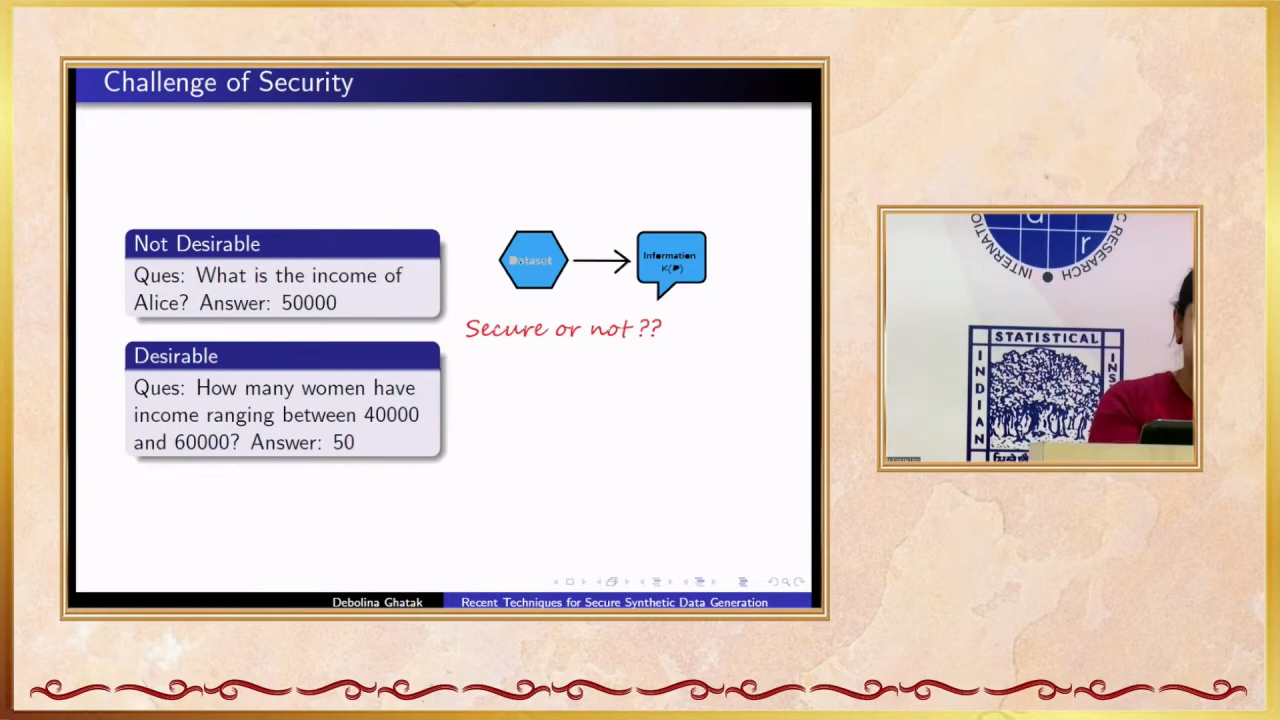 Challenge of Security
Not Desirable
Ques: What is the income of
Alice? Answer: 50000
Desirable
Ques: How many women have
income ranging between 40000
and 60000? Answer: 50
Dataset
Information
K(D)
Secure or not ??
Debolina Ghatak
Recent Techniques for Secure Synthetic Data Generation
INTERNATION
C RESEARCH
r
STATISTICAL
INDIAN
INS